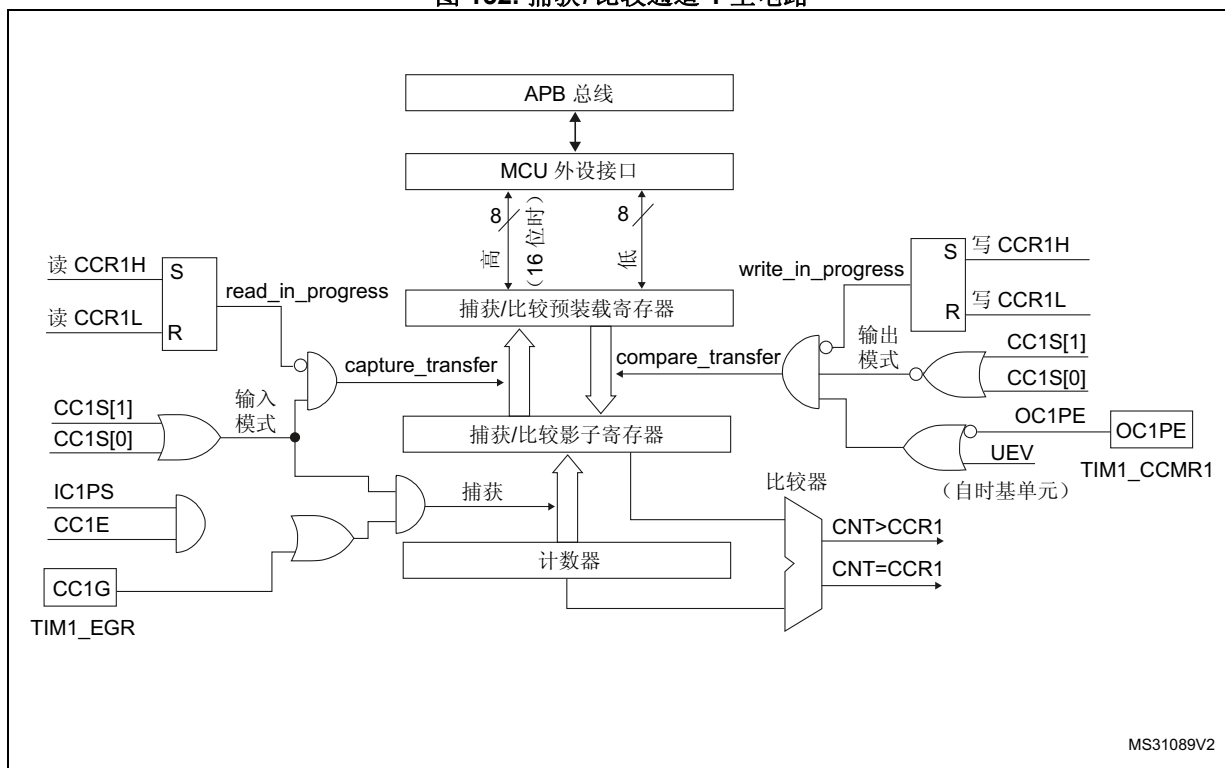 APB 总线
MCU 外设接口
8
8
高
（16 位时）
低
读 CCR1H
S
read_in_progress
读 CCR1L
R
write_in_progress
S
写 CCR1H
R
写 CCR1L
捕获/比较预装载寄存器
输出
模式
CC1S[1]
CC1S[0]
capture_transfer
compare_transfer
输入
模式
CC1S[1]
CC1S[0]
捕获/比较影子寄存器
OC1PE
OC1PE
UEV
TIM1_CCMR1
（自时基单元）
比较器
IC1PS
CC1E
捕获
CNT>CCR1
计数器
CNT=CCR1
CC1G
TIM1_EGR
MS31089V2